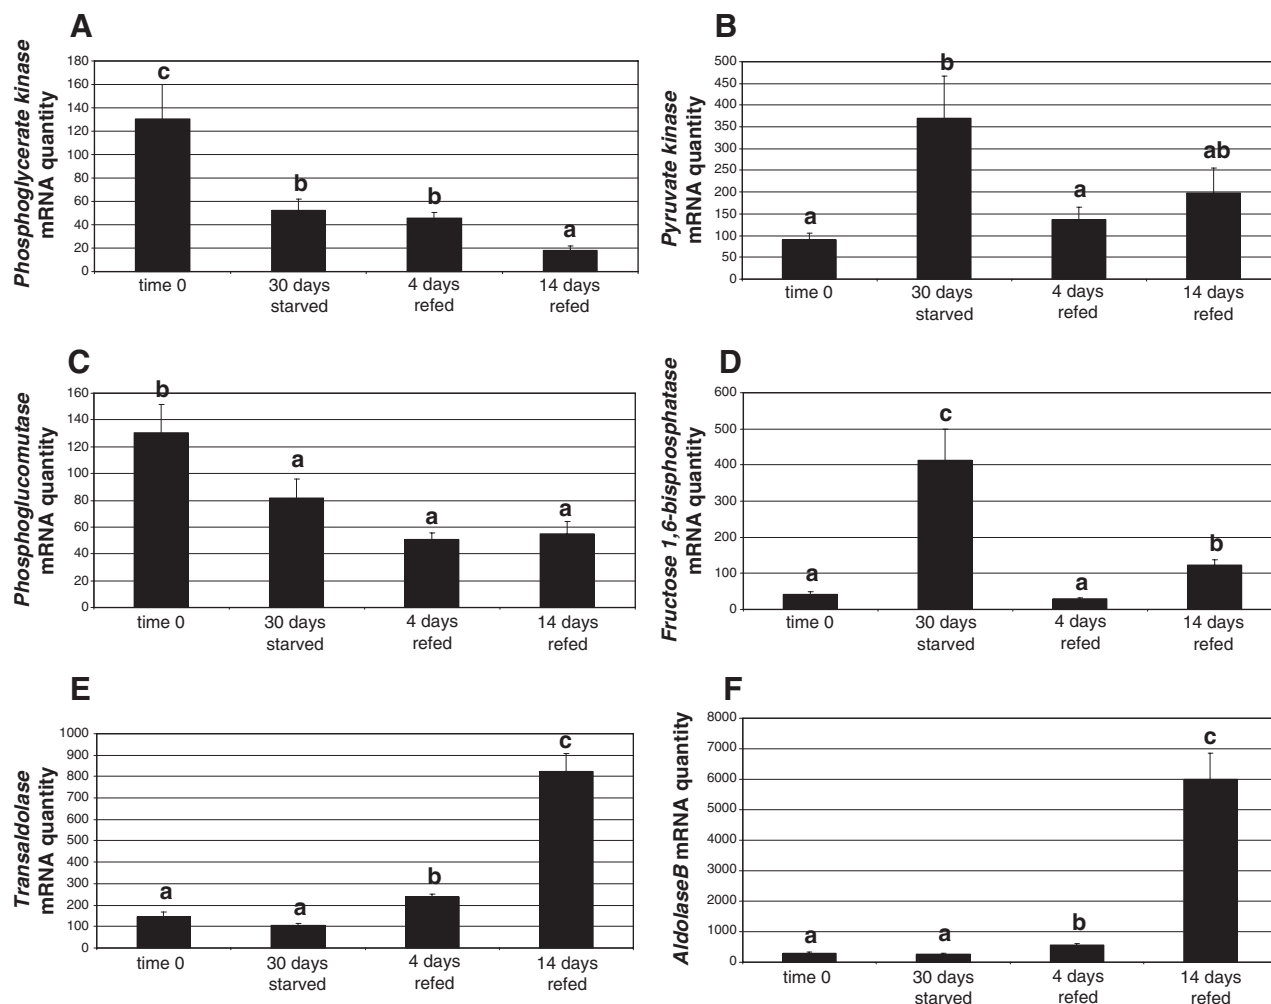 A
Phosphoglycerate kinase
mRNA quantity
180
160
140
120
100
80
60
40
20
0
c
b
b
a
time 0
30 days
starved
4 days
refed
14 days
refed
B
Pyruvate kinase
mRNA quantity
500
450
400
350
300
250
200
150
100
50
0
a
b
a
ab
time 0
30 days
starved
4 days
refed
14 days
refed
C
Phosphoglucomutase
mRNA quantity
160
140
120
100
80
60
40
20
0
b
a
a
a
time 0
30 days
starved
4 days
refed
14 days
refed
D
Fructose 1,6-bisphosphatase
mRNA quantity
600
500
400
300
200
100
0
a
c
a
b
time 0
30 days
starved
4 days
refed
14 days
refed
E
Transaldolase
mRNA quantity
1000
900
800
700
600
500
400
300
200
100
0
a
a
b
c
time 0
30 days
starved
4 days
refed
14 days
refed
F
AldolaseB mRNA quantity
8000
7000
6000
5000
4000
3000
2000
1000
0
a
a
b
c
time 0
30 days
starved
4 days
refed
14 days
refed